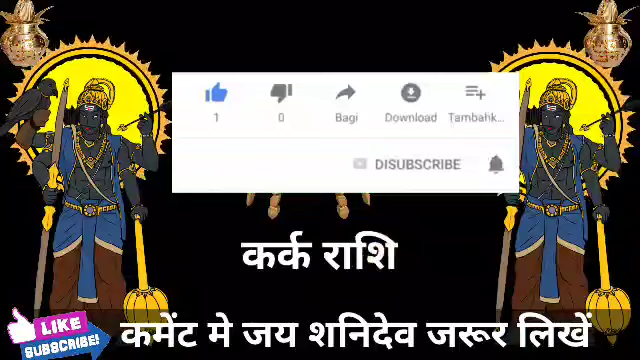 1 0 Bagi Download Tambahk...
DISUBSCRIBE
कर्क राशि
LIKE
SUBSCRIBE!
कमेंट मे जय शनिदेव जरूर लिखें